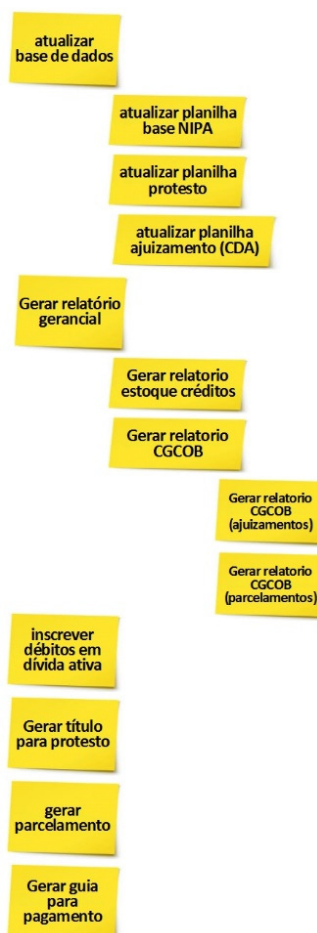 atualizar
base de dados
atualizar planilha
base NIPA
atualizar planilha
protesto
atualizar planilha
ajuizamento (CDA)
Gerar relatório
gerancial
Gerar relatorio
estoque créditos
Gerar relatorio
CGCOB
Gerar relatorio
CGCOB
(ajuizamentos)
Gerar relatorio
CGCOB
(parcelamentos)
inscrever
débitos em
dívida ativa
Gerar título
para protesto
gerar
parcelamento
Gerar guia
para
pagamento